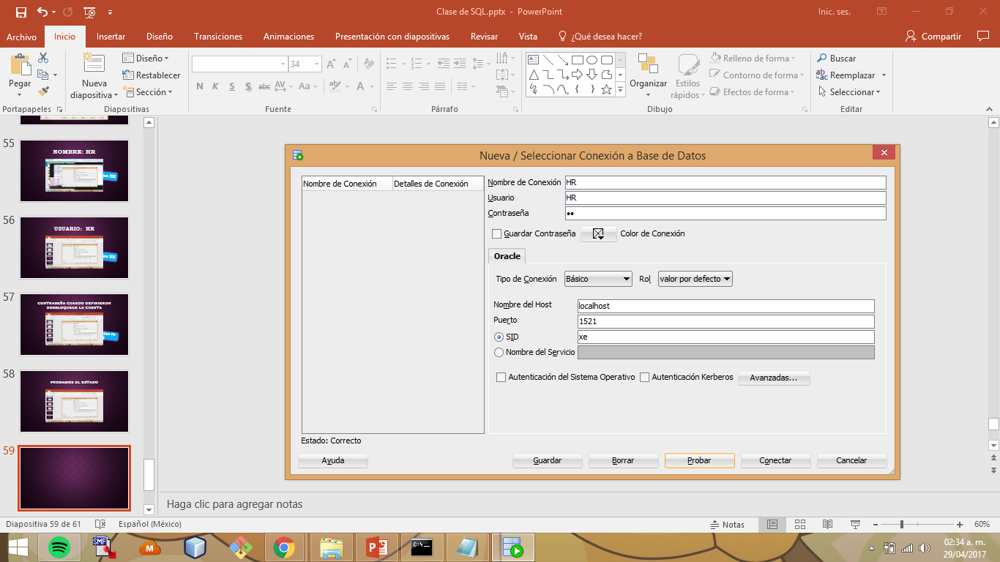 Clase de SQL.pptx - PowerPoint
Inic. ses.
Archivo Inicio Insertar Diseño Transiciones Animaciones Presentación con diapositivas Revisar Vista ¿Qué desea hacer? Compartir
Pegar
Nueva diapositiva
Diseño
Restablecer
Sección
34
N K S S abc AV Aa A
Organizar
Estilos rápidos
Relleno de forma
Contorno de forma
Efectos de forma
Buscar
Reemplazar
Seleccionar
Portapapeles Diapositivas Fuente Párrafo Dibujo Editar
55
NOMBRE: HR
56
USUARIO: HR
57
CONTRASEÑA CUANDO DEFINIERON
DESBLOQUEAR LA CUENTA
58
PROBAMOS EL ESTADO
59
Nueva / Seleccionar Conexión a Base de Datos
Nombre de Conexión Detalles de Conexión
Nombre de Conexión HR
Usuario HR
Contraseña ••
Guardar Contraseña Color de Conexión
Oracle
Tipo de Conexión Básico Rol valor por defecto
Nombre del Host localhost
Puerto 1521
SID xe
Nombre del Servicio
Autenticación del Sistema Operativo Autenticación Kerberos Avanzadas...
Estado: Correcto
Ayuda Guardar Borrar Probar Conectar Cancelar
Haga clic para agregar notas
Diapositiva 59 de 61 Español (México) Notas 60%
SMF
C:\_
02:34 a. m.
29/04/2017